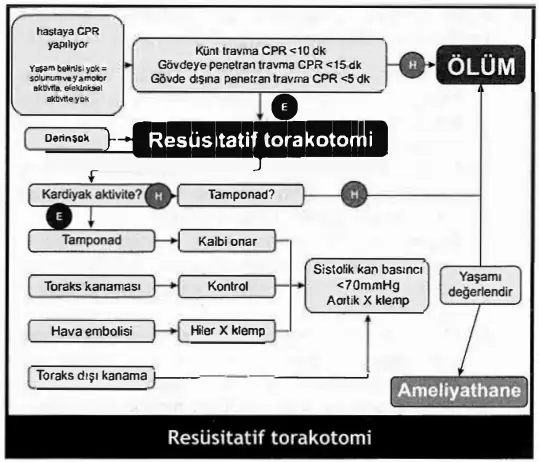 hastaya CPR
yapılıyor
Yaşam belirtisi yok =
solunum ve ya motor
aktivite, elektriksel
aktivite yok
Künt travma CPR <10 dk
Gövdeye penetran travma CPR <15 dk
Gövde dışına penetran travma CPR <5 dk
H
ÖLÜM
E
Derin şok
Resüsitatif torakotomi
Kardiyak aktivite?
H
Tamponad?
H
E
Tamponad
Kalbi onar
Toraks kanaması
Kontrol
Hava embolisi
Hiler X klemp
Toraks dışı kanama
Sistolik kan basıncı
<70mmHg
Aortik X klemp
Yaşamı
değerlendir
Ameliyathane
Resüsitatif torakotomi